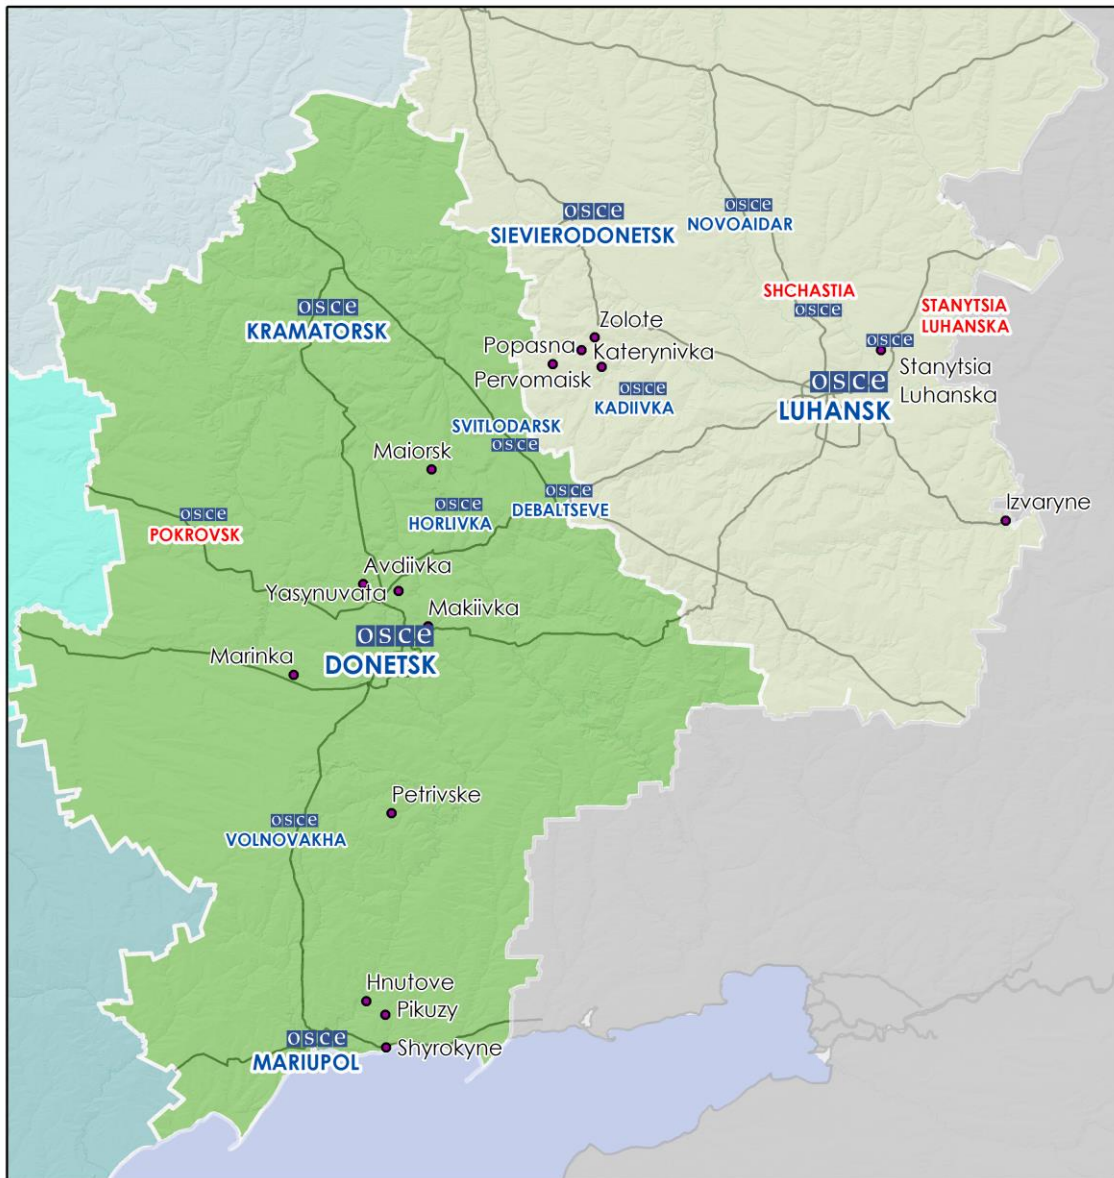 osce
SIEVIERODONETSK
osce
NOVOAIDAR
SHCHASTIA
osce
STANYTSIA
LUHANSKA
osce
KRAMATORSK
Zolote
osce
Popasna
Katerynivka
Stanytsia
Luhanska
Pervomaisk
osce
KADIIVKA
osce
LUHANSK
SVITLODARSK
osce
Maiorsk
osce
HORLIVKA
osce
DEBALTSEVE
Izvaryne
osce
POKROVSK
Avdiivka
Yasynuvata
Makiivka
osce
DONETSK
Marinka
Petrivske
osce
VOLNOVAKHA
Hnutove
Pikuzy
osce
MARIUPOL
Shyrokyne